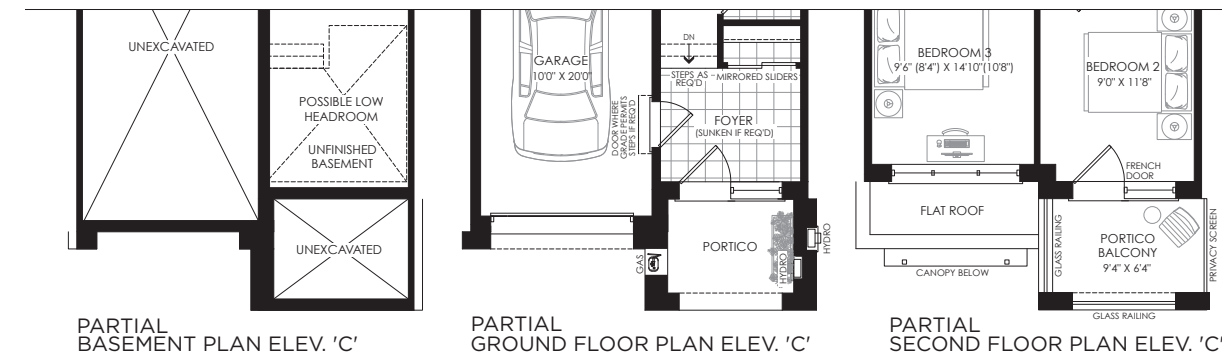 UNEXCAVATED
POSSIBLE LOW
HEADROOM
UNFINISHED
BASEMENT
UNEXCAVATED
PARTIAL
BASEMENT PLAN ELEV. 'C'
GARAGE
10'0" X 20'0"
DN
STEPS AS
REQ'D
MIRRORED SLIDERS
DOOR WHERE
GRADE PERMITS
STEPS IF REQ'D
FOYER
(SUNKEN IF REQ'D)
PORTICO
GAS
HYDRO
HYDRO
PARTIAL
GROUND FLOOR PLAN ELEV. 'C'
BEDROOM 3
9'6" (8'4") X 14'10"(10'8")
BEDROOM 2
9'0" X 11'8"
FRENCH
DOOR
FLAT ROOF
CANOPY BELOW
GLASS RAILING
PORTICO
BALCONY
9'4" X 6'4"
PRIVACY SCREEN
GLASS RAILING
PARTIAL
SECOND FLOOR PLAN ELEV. 'C'